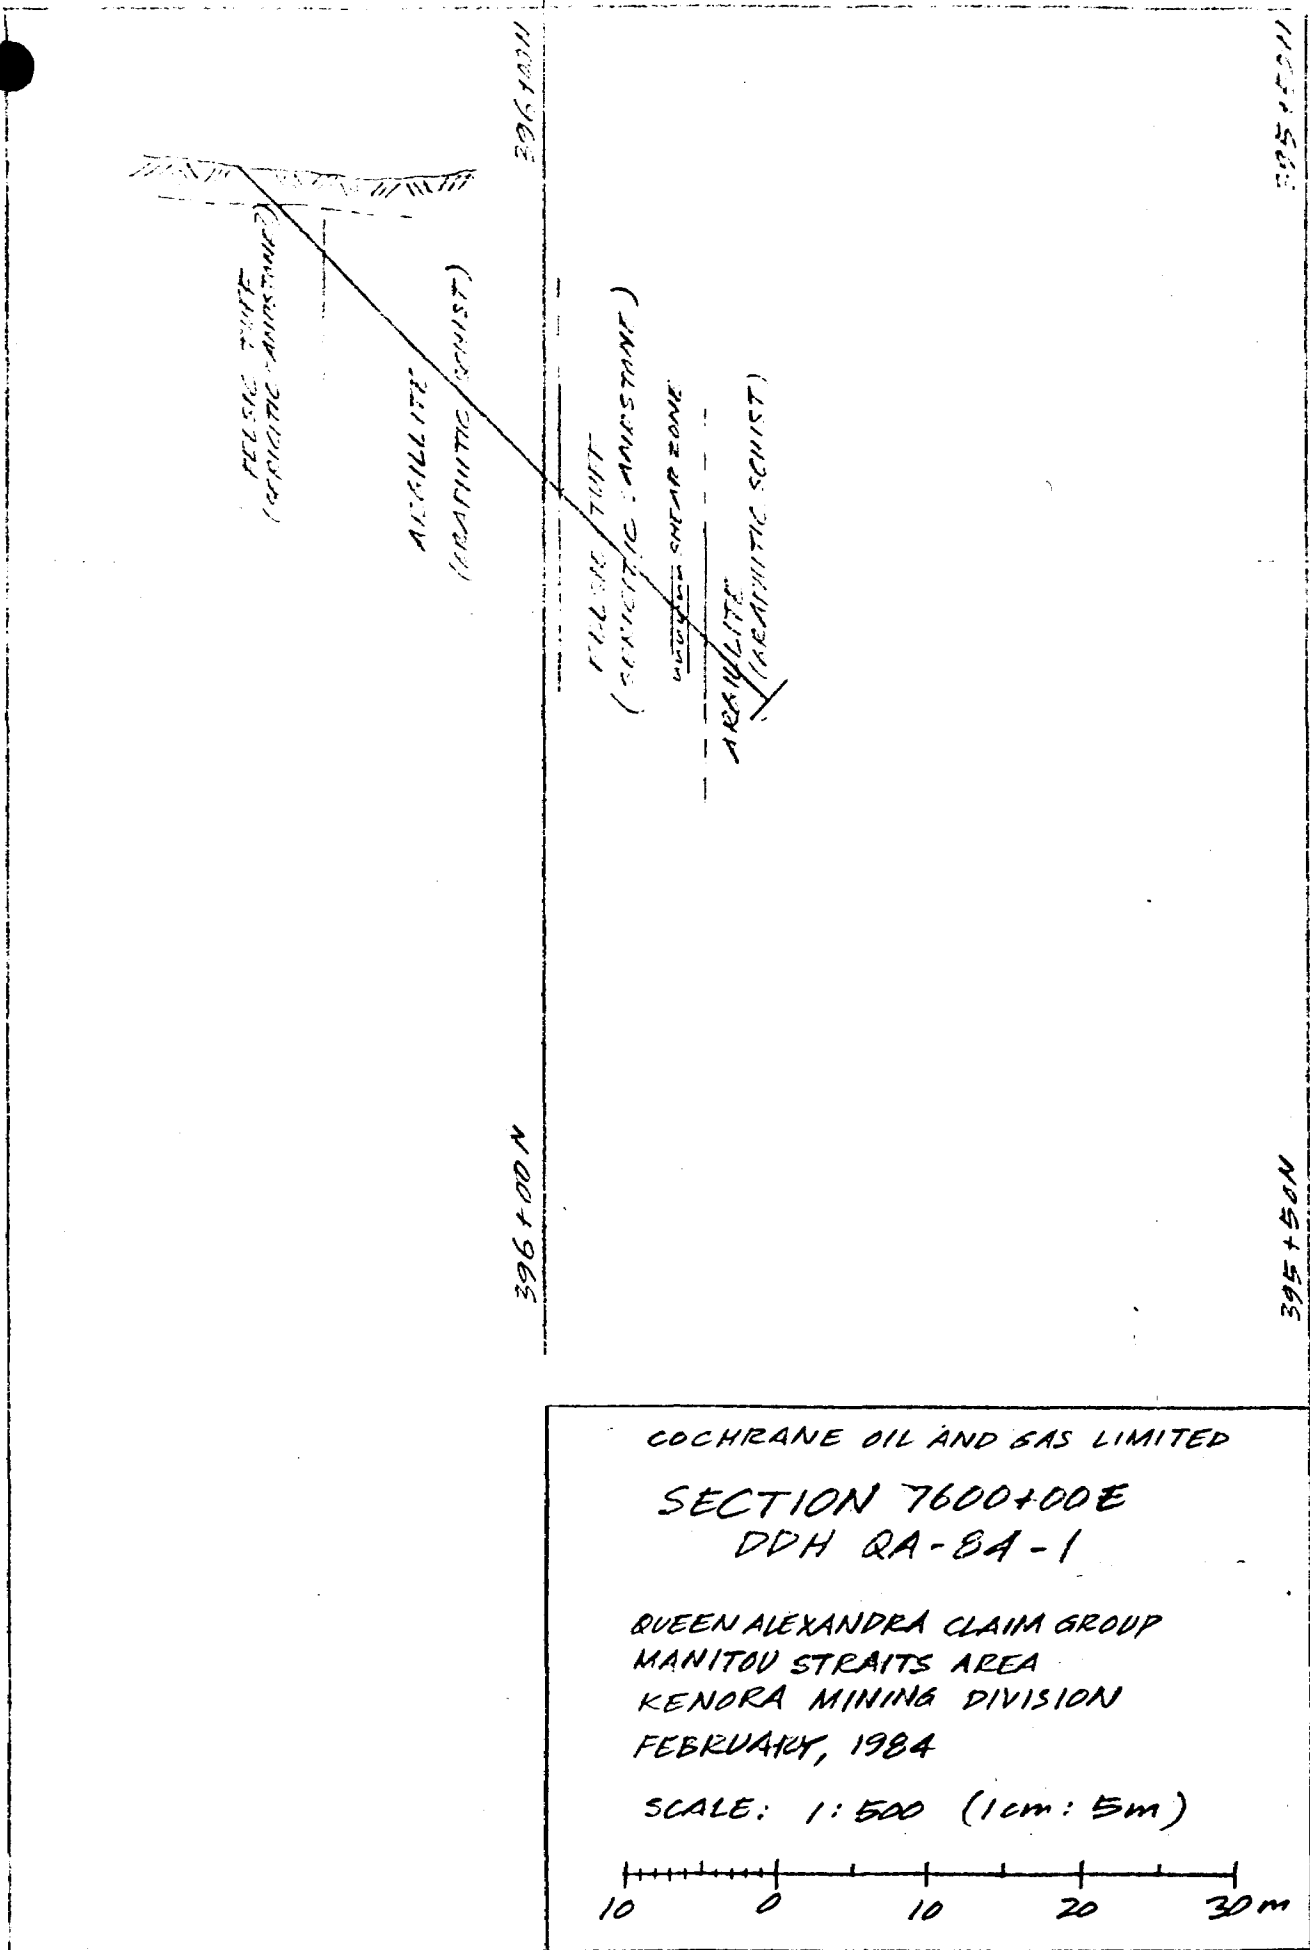 396+00N
395+50N
FELSIC TUFF
ARGILLITE
(GRAPHITIC SCHIST)
FELSIC TUFF
SHEAR ZONE
ARGILLITE
(GRAPHITIC SCHIST)
396+00N
395+50N
COCHRANE OIL AND GAS LIMITED
SECTION 7600+00E
DDH QA-84-1
QUEEN ALEXANDRA CLAIM GROUP
MANITOU STRAITS AREA
KENORA MINING DIVISION
FEBRUARY, 1984
SCALE: 1:500 (1cm: 5m)
10 0 10 20 30m